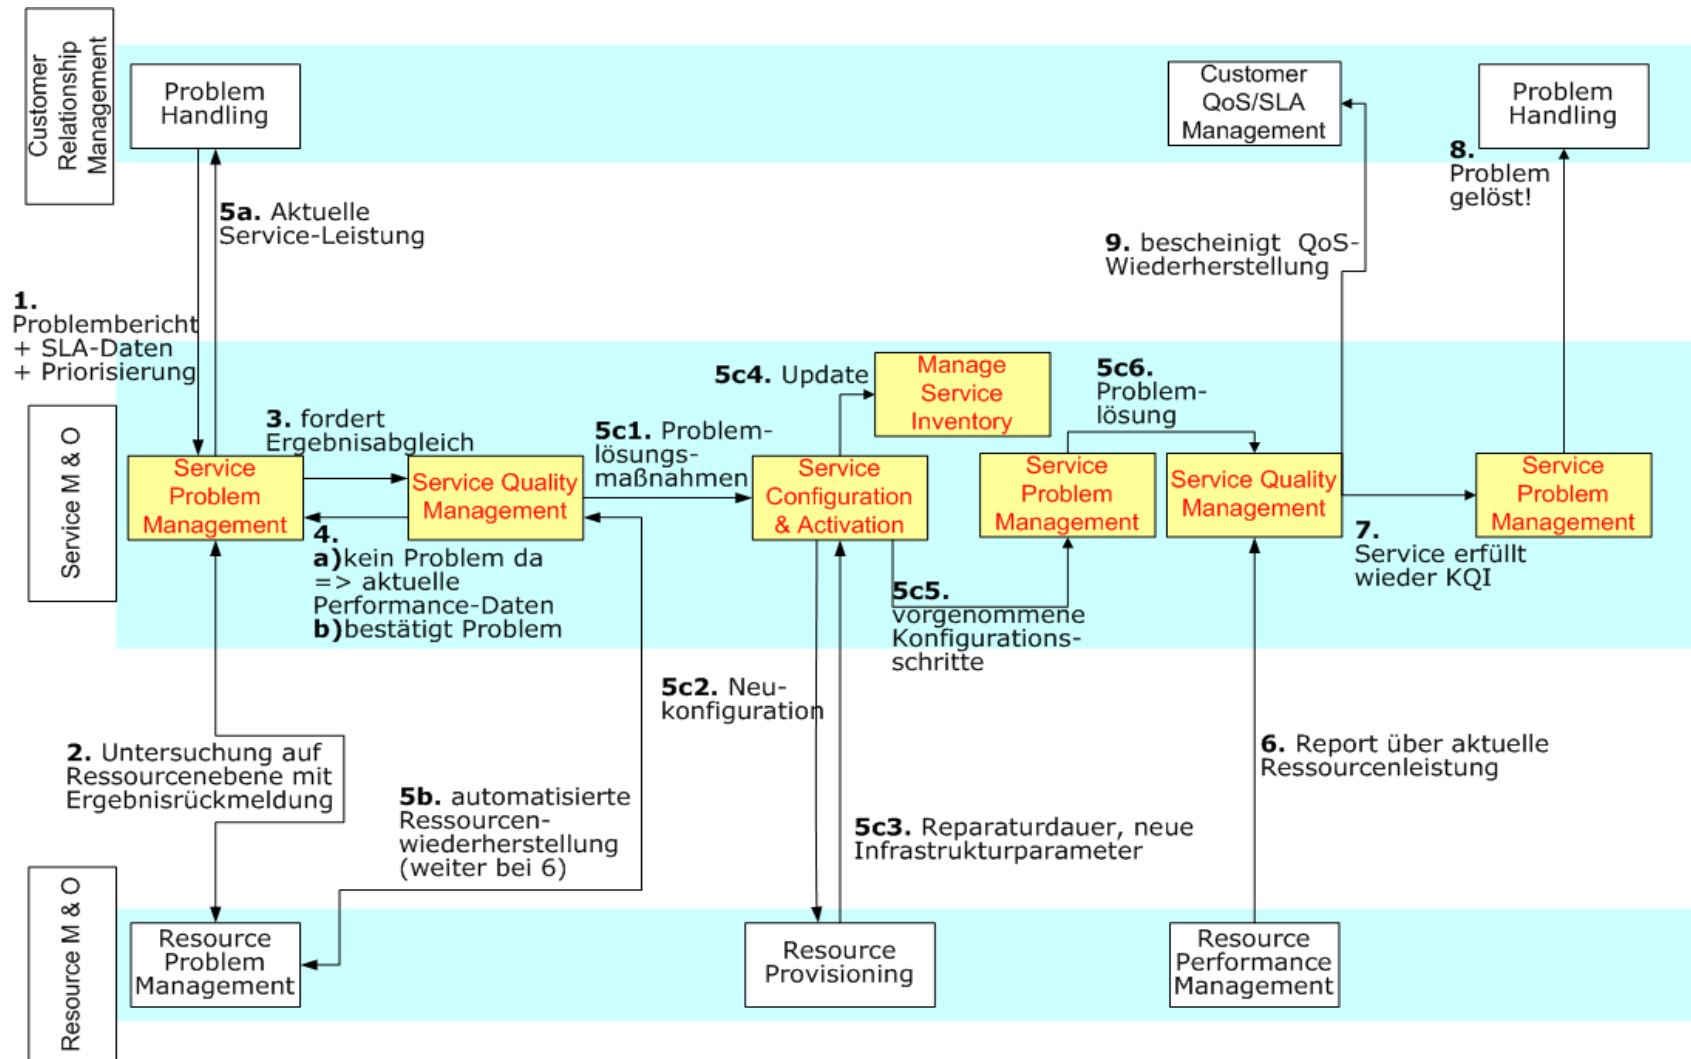 Customer
Relationship
Management
Problem
Handling
Customer
QoS/SLA
Management
Problem
Handling
8.
Problem
gelöst!
5a. Aktuelle
Service-Leistung
9. bescheinigt QoS-
Wiederherstellung
1.
Problembericht
+ SLA-Daten
+ Priorisierung
Service M & O
3. fordert
Ergebnisabgleich
5c1. Problem-
lösungs-
maßnahmen
5c4. Update
Manage
Service
Inventory
5c6.
Problem-
lösung
Service
Problem
Management
Service Quality
Management
Service
Configuration
& Activation
Service
Problem
Management
Service Quality
Management
Service
Problem
Management
4.
a)kein Problem da
=> aktuelle
Performance-Daten
b)bestätigt Problem
5c5.
vorgenommene
Konfigurations-
schritte
7.
Service erfüllt
wieder KQI
5c2. Neu-
konfiguration
2. Untersuchung auf
Ressourcenebene mit
Ergebnisrückmeldung
5b. automatisierte
Ressourcen-
wiederherstellung
(weiter bei 6)
5c3. Reparaturdauer, neue
Infrastrukturparameter
6. Report über aktuelle
Ressourcenleistung
Resource M & O
Resource
Problem
Management
Resource
Provisioning
Resource
Performance
Management